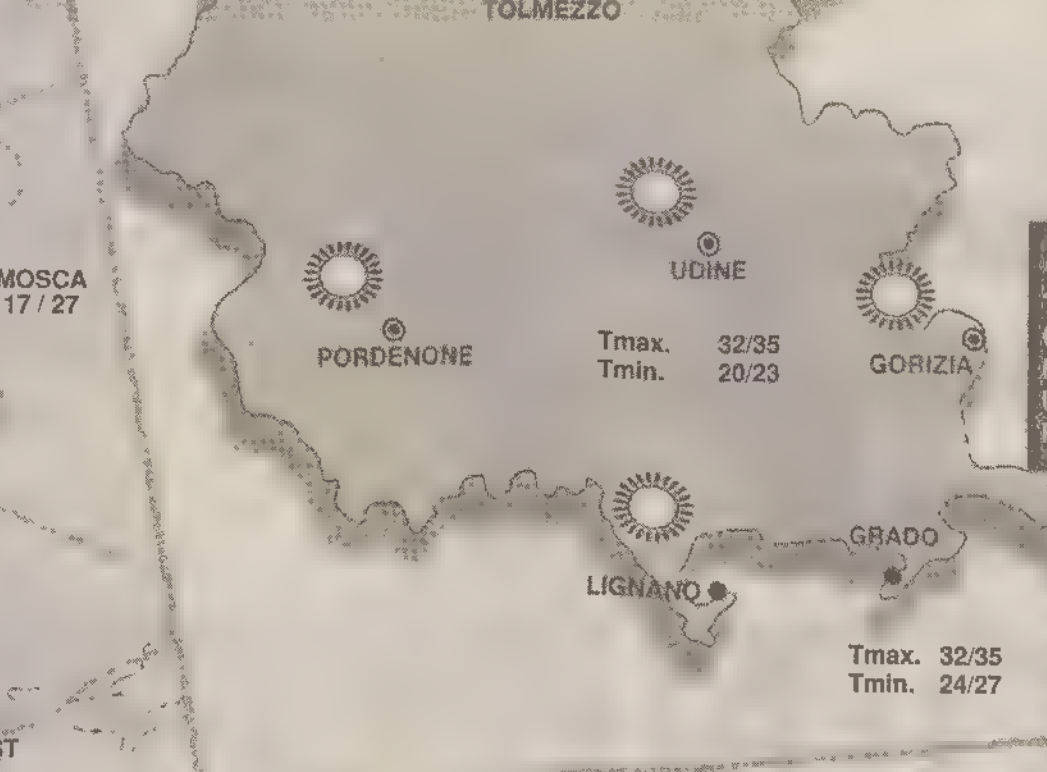 TOLMEZZO
UDINE
MOSCA
17 / 27
PORDENONE
Tmax. 32/35
Tmin. 20/23
GORIZIA
GRADO
LIGNANO
Tmax. 32/35
Tmin. 24/27
ST